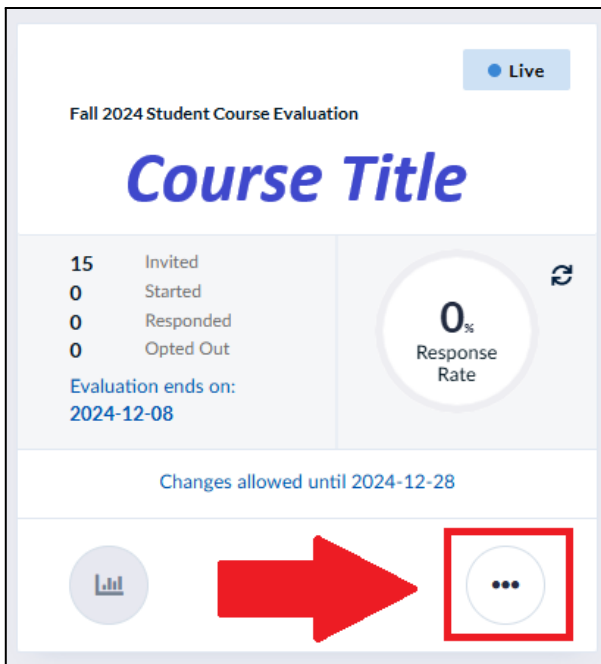 Live
Fall 2024 Student Course Evaluation
Course Title
15 Invited
0 Started
0 Responded
0 Opted Out
Evaluation ends on:
2024-12-08
0%
Response
Rate
Changes allowed until 2024-12-28